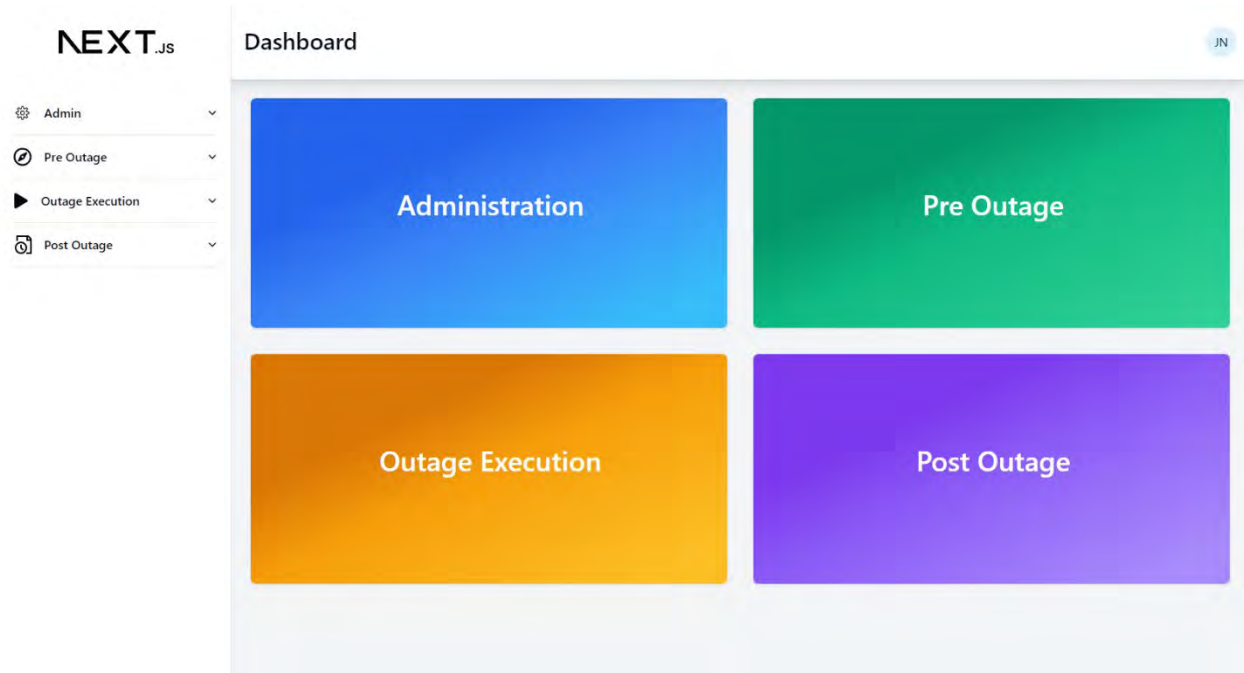 NEXT.JS
Dashboard
JN
Admin
Pre Outage
Outage Execution
Post Outage
Administration
Pre Outage
Outage Execution
Post Outage